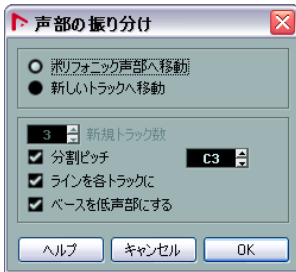 声部の振り分け
ポリフォニック声部へ移動
新しいトラックへ移動
3 新規トラック数
分割ピッチ C3
ラインを各トラックに
ベースを低声部にする
ヘルプ キャンセル OK